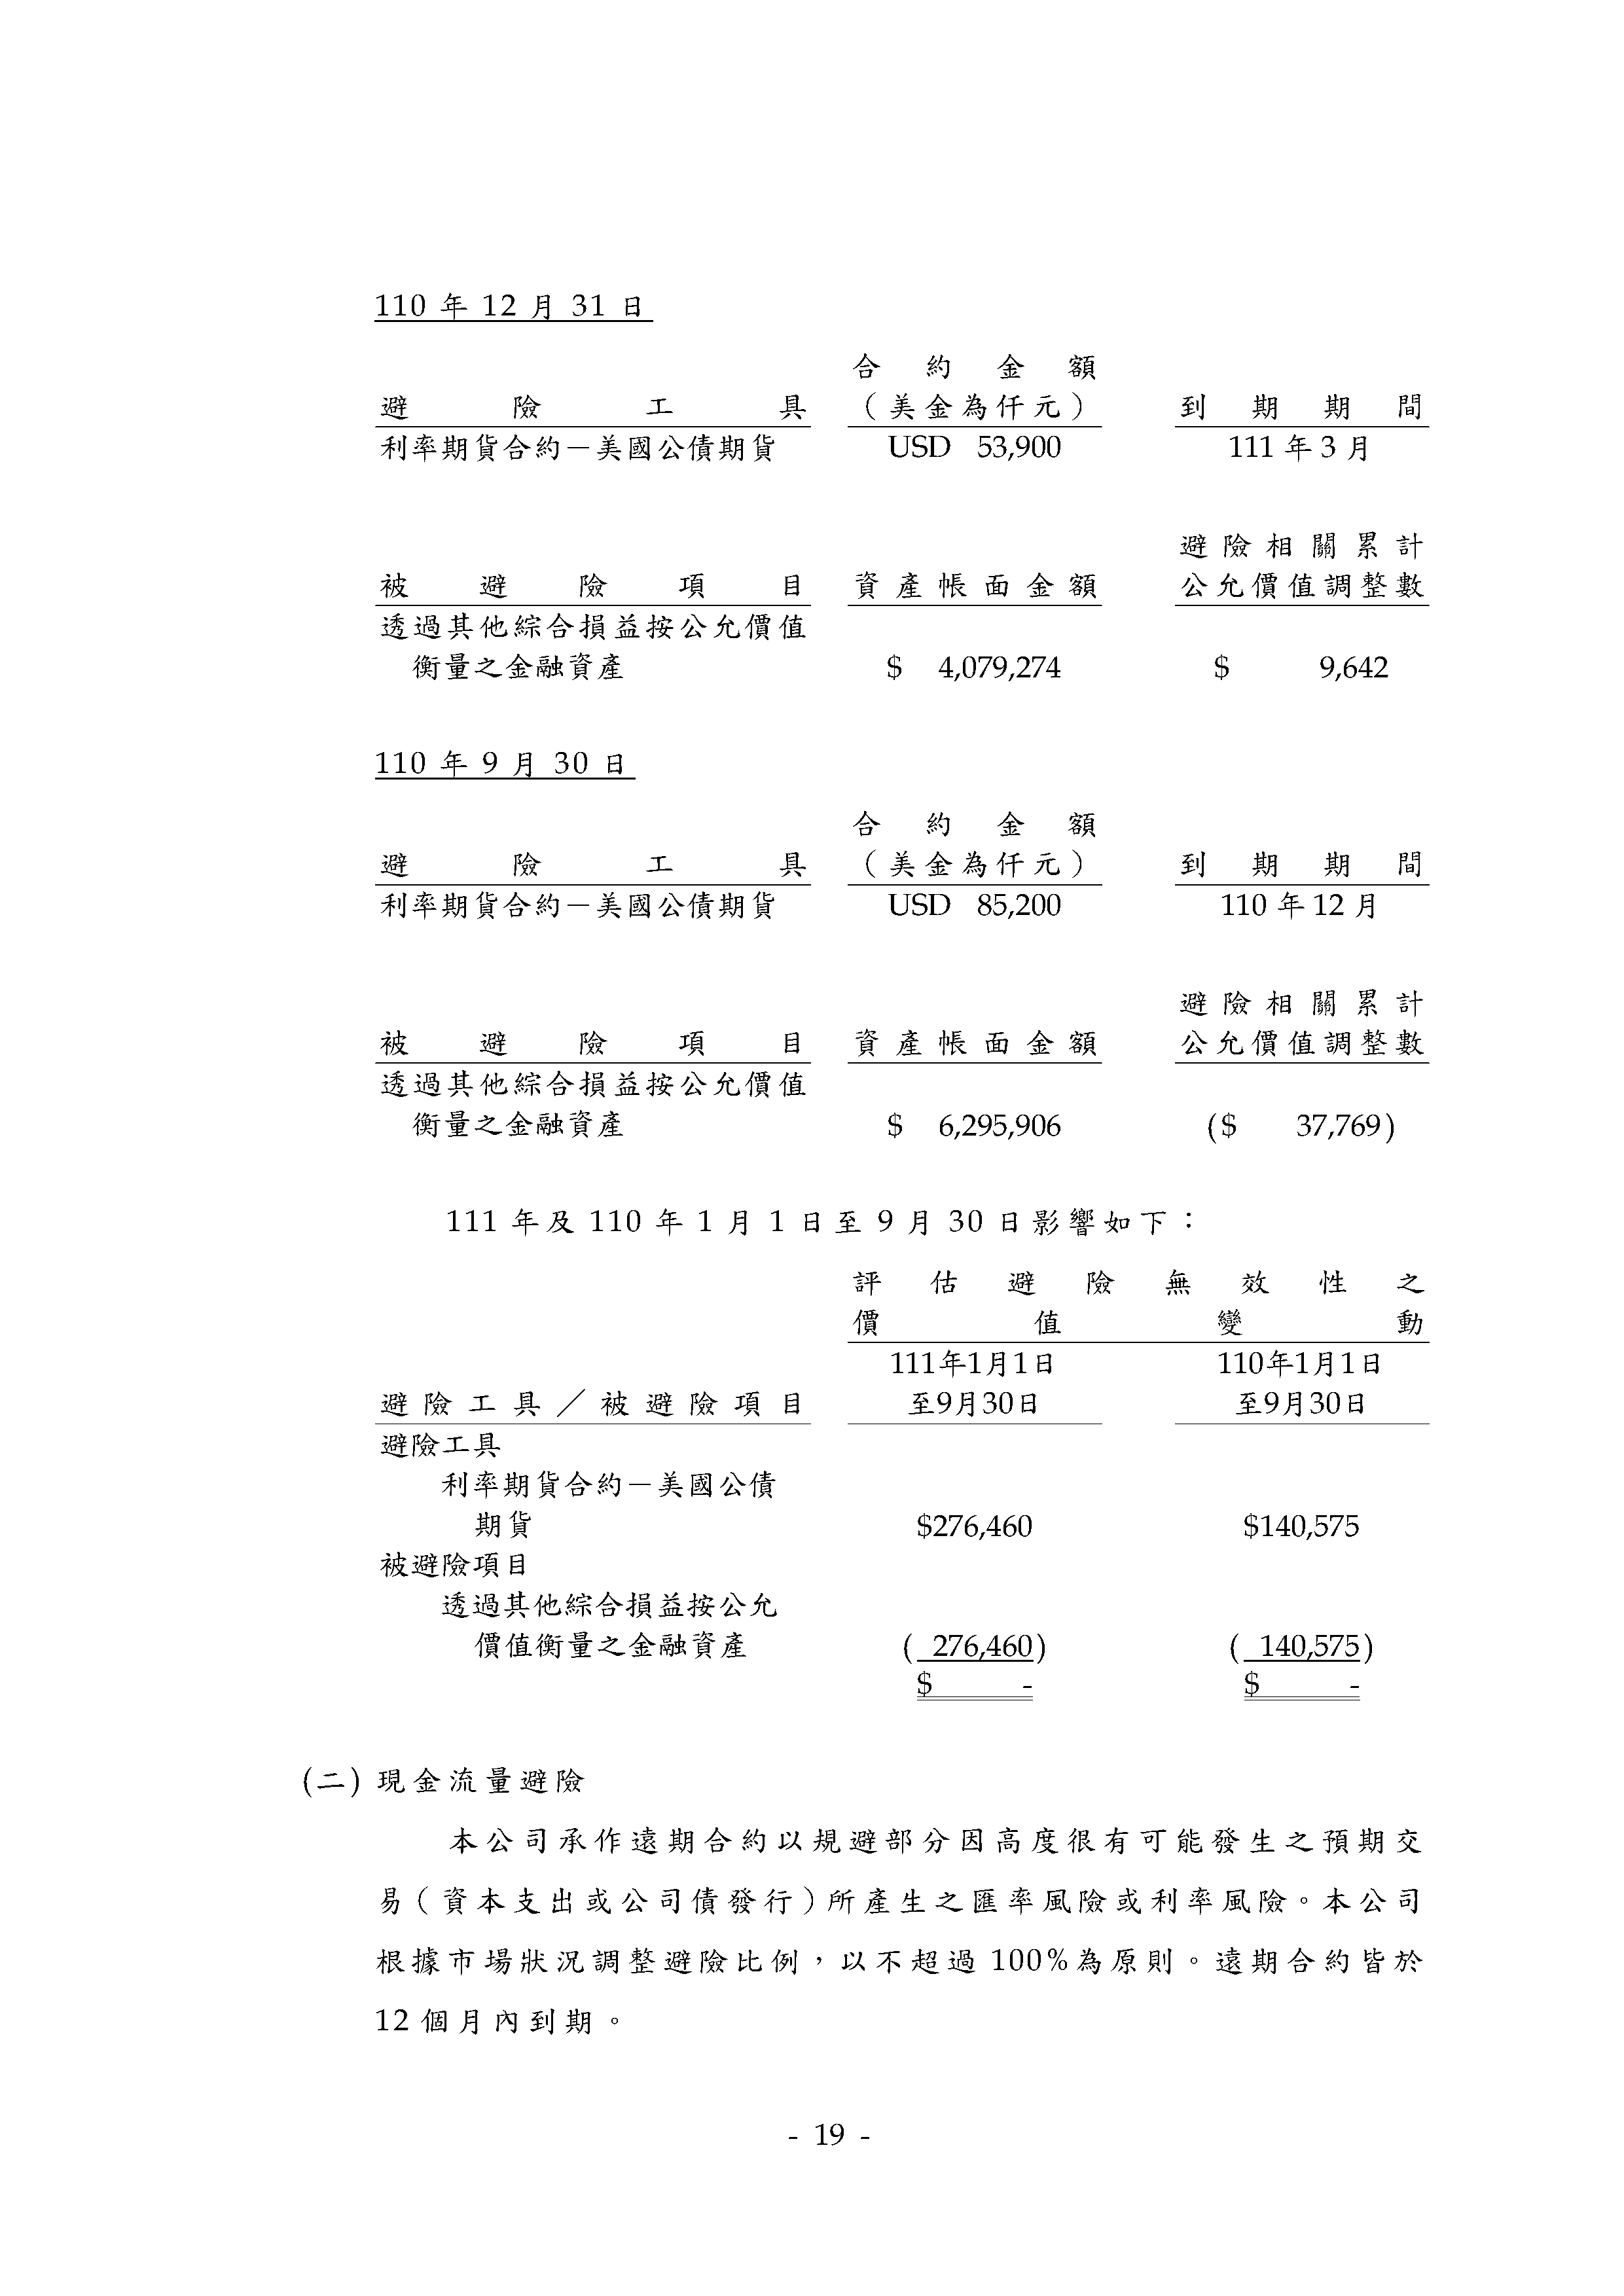 110 年 12 月 31 日
合約金額
避險工具 （美金為仟元） 到期期間
利率期貨合約－美國公債期貨 USD 53,900 111 年 3 月
避險相關累計
被避險項目 資產帳面金額 公允價值調整數
透過其他綜合損益按公允價值
衡量之金融資產 $ 4,079,274 $ 9,642
110 年 9 月 30 日
合約金額
避險工具 （美金為仟元） 到期期間
利率期貨合約－美國公債期貨 USD 85,200 110 年 12 月
避險相關累計
被避險項目 資產帳面金額 公允價值調整數
透過其他綜合損益按公允價值
衡量之金融資產 $ 6,295,906 ($ 37,769)
111 年及 110 年 1 月 1 日至 9 月 30 日影響如下：
評估避險無效性之
價值變動
111年1月1日 110年1月1日
避險工具／被避險項目 至9月30日 至9月30日
避險工具
利率期貨合約－美國公債
期貨 $276,460 $140,575
被避險項目
透過其他綜合損益按公允
價值衡量之金融資產 ( 276,460) ( 140,575)
$ - $ -
(二) 現金流量避險
本公司承作遠期合約以規避部分因高度很有可能發生之預期交
易（資本支出或公司債發行）所產生之匯率風險或利率風險。本公司
根據市場狀況調整避險比例，以不超過 100%為原則。遠期合約皆於
12 個月內到期。
- 19 -